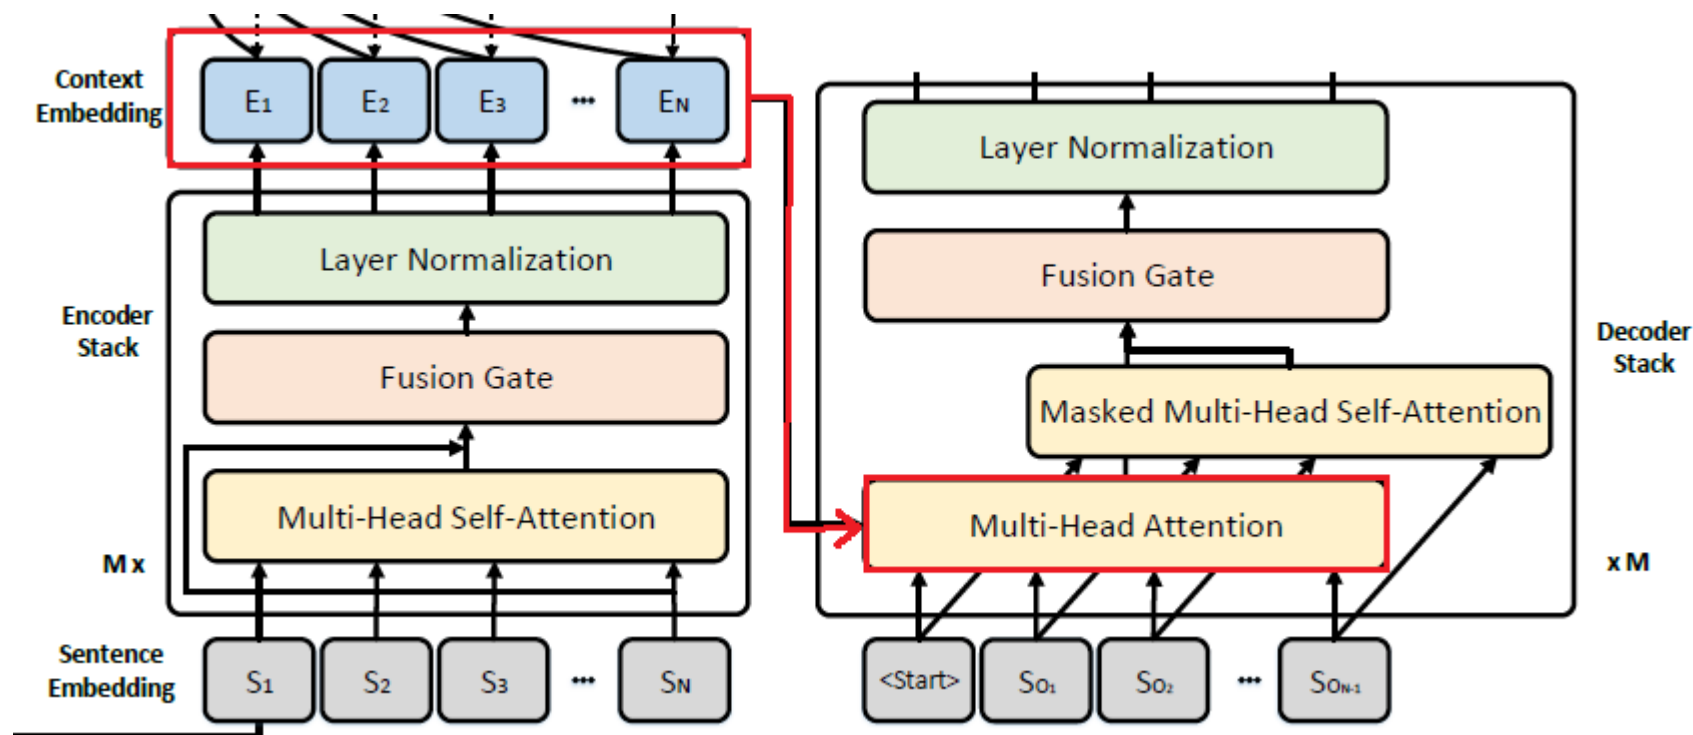 Context
Embedding
E1
E2
E3
...
EN
Layer Normalization
Encoder
Stack
Fusion Gate
Multi-Head Self-Attention
M x
Sentence
Embedding
S1
S2
S3
...
SN
Layer Normalization
Fusion Gate
Decoder
Stack
Masked Multi-Head Self-Attention
Multi-Head Attention
x M
<Start>
SO1
SO2
...
SON-1